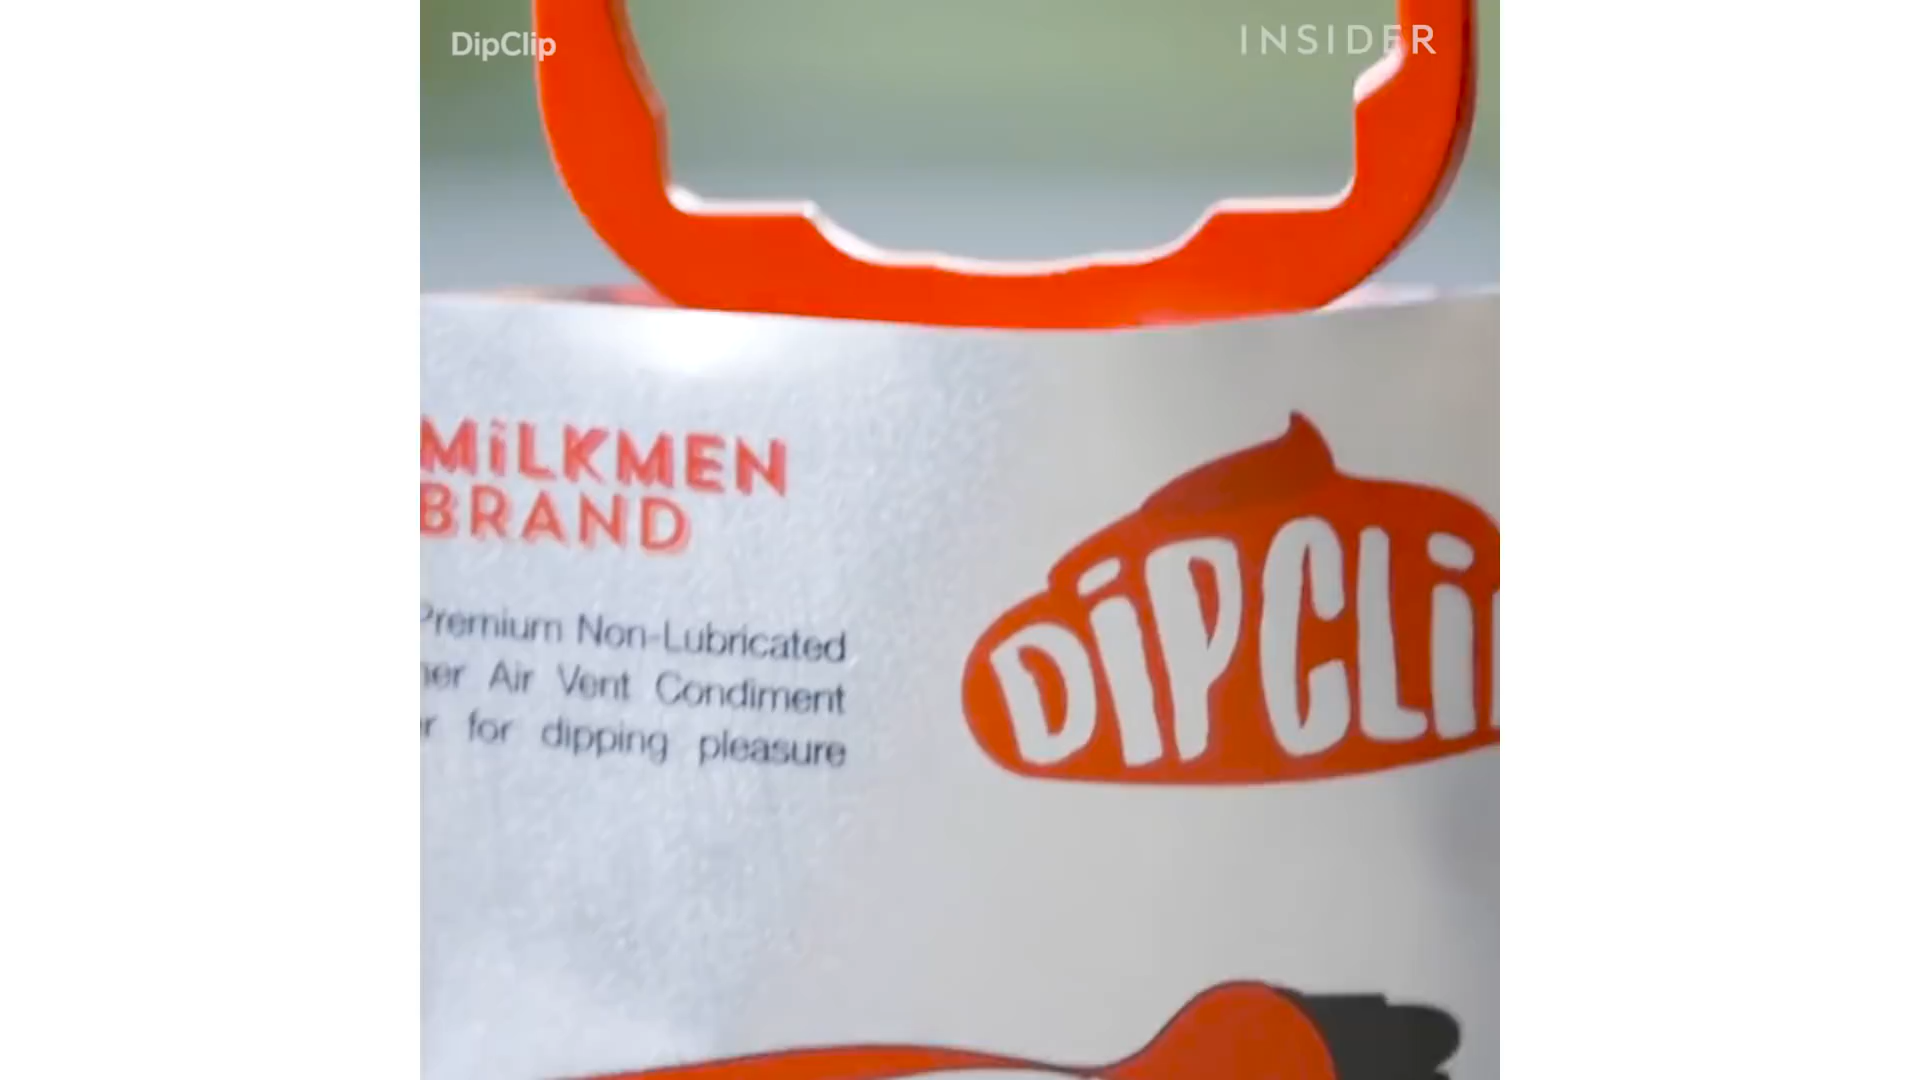 DipClip
INSIDER
MiLKMEN
BRAND
Premium Non-Lubricated
Air Vent Condiment
for dipping pleasure
DiPCLi